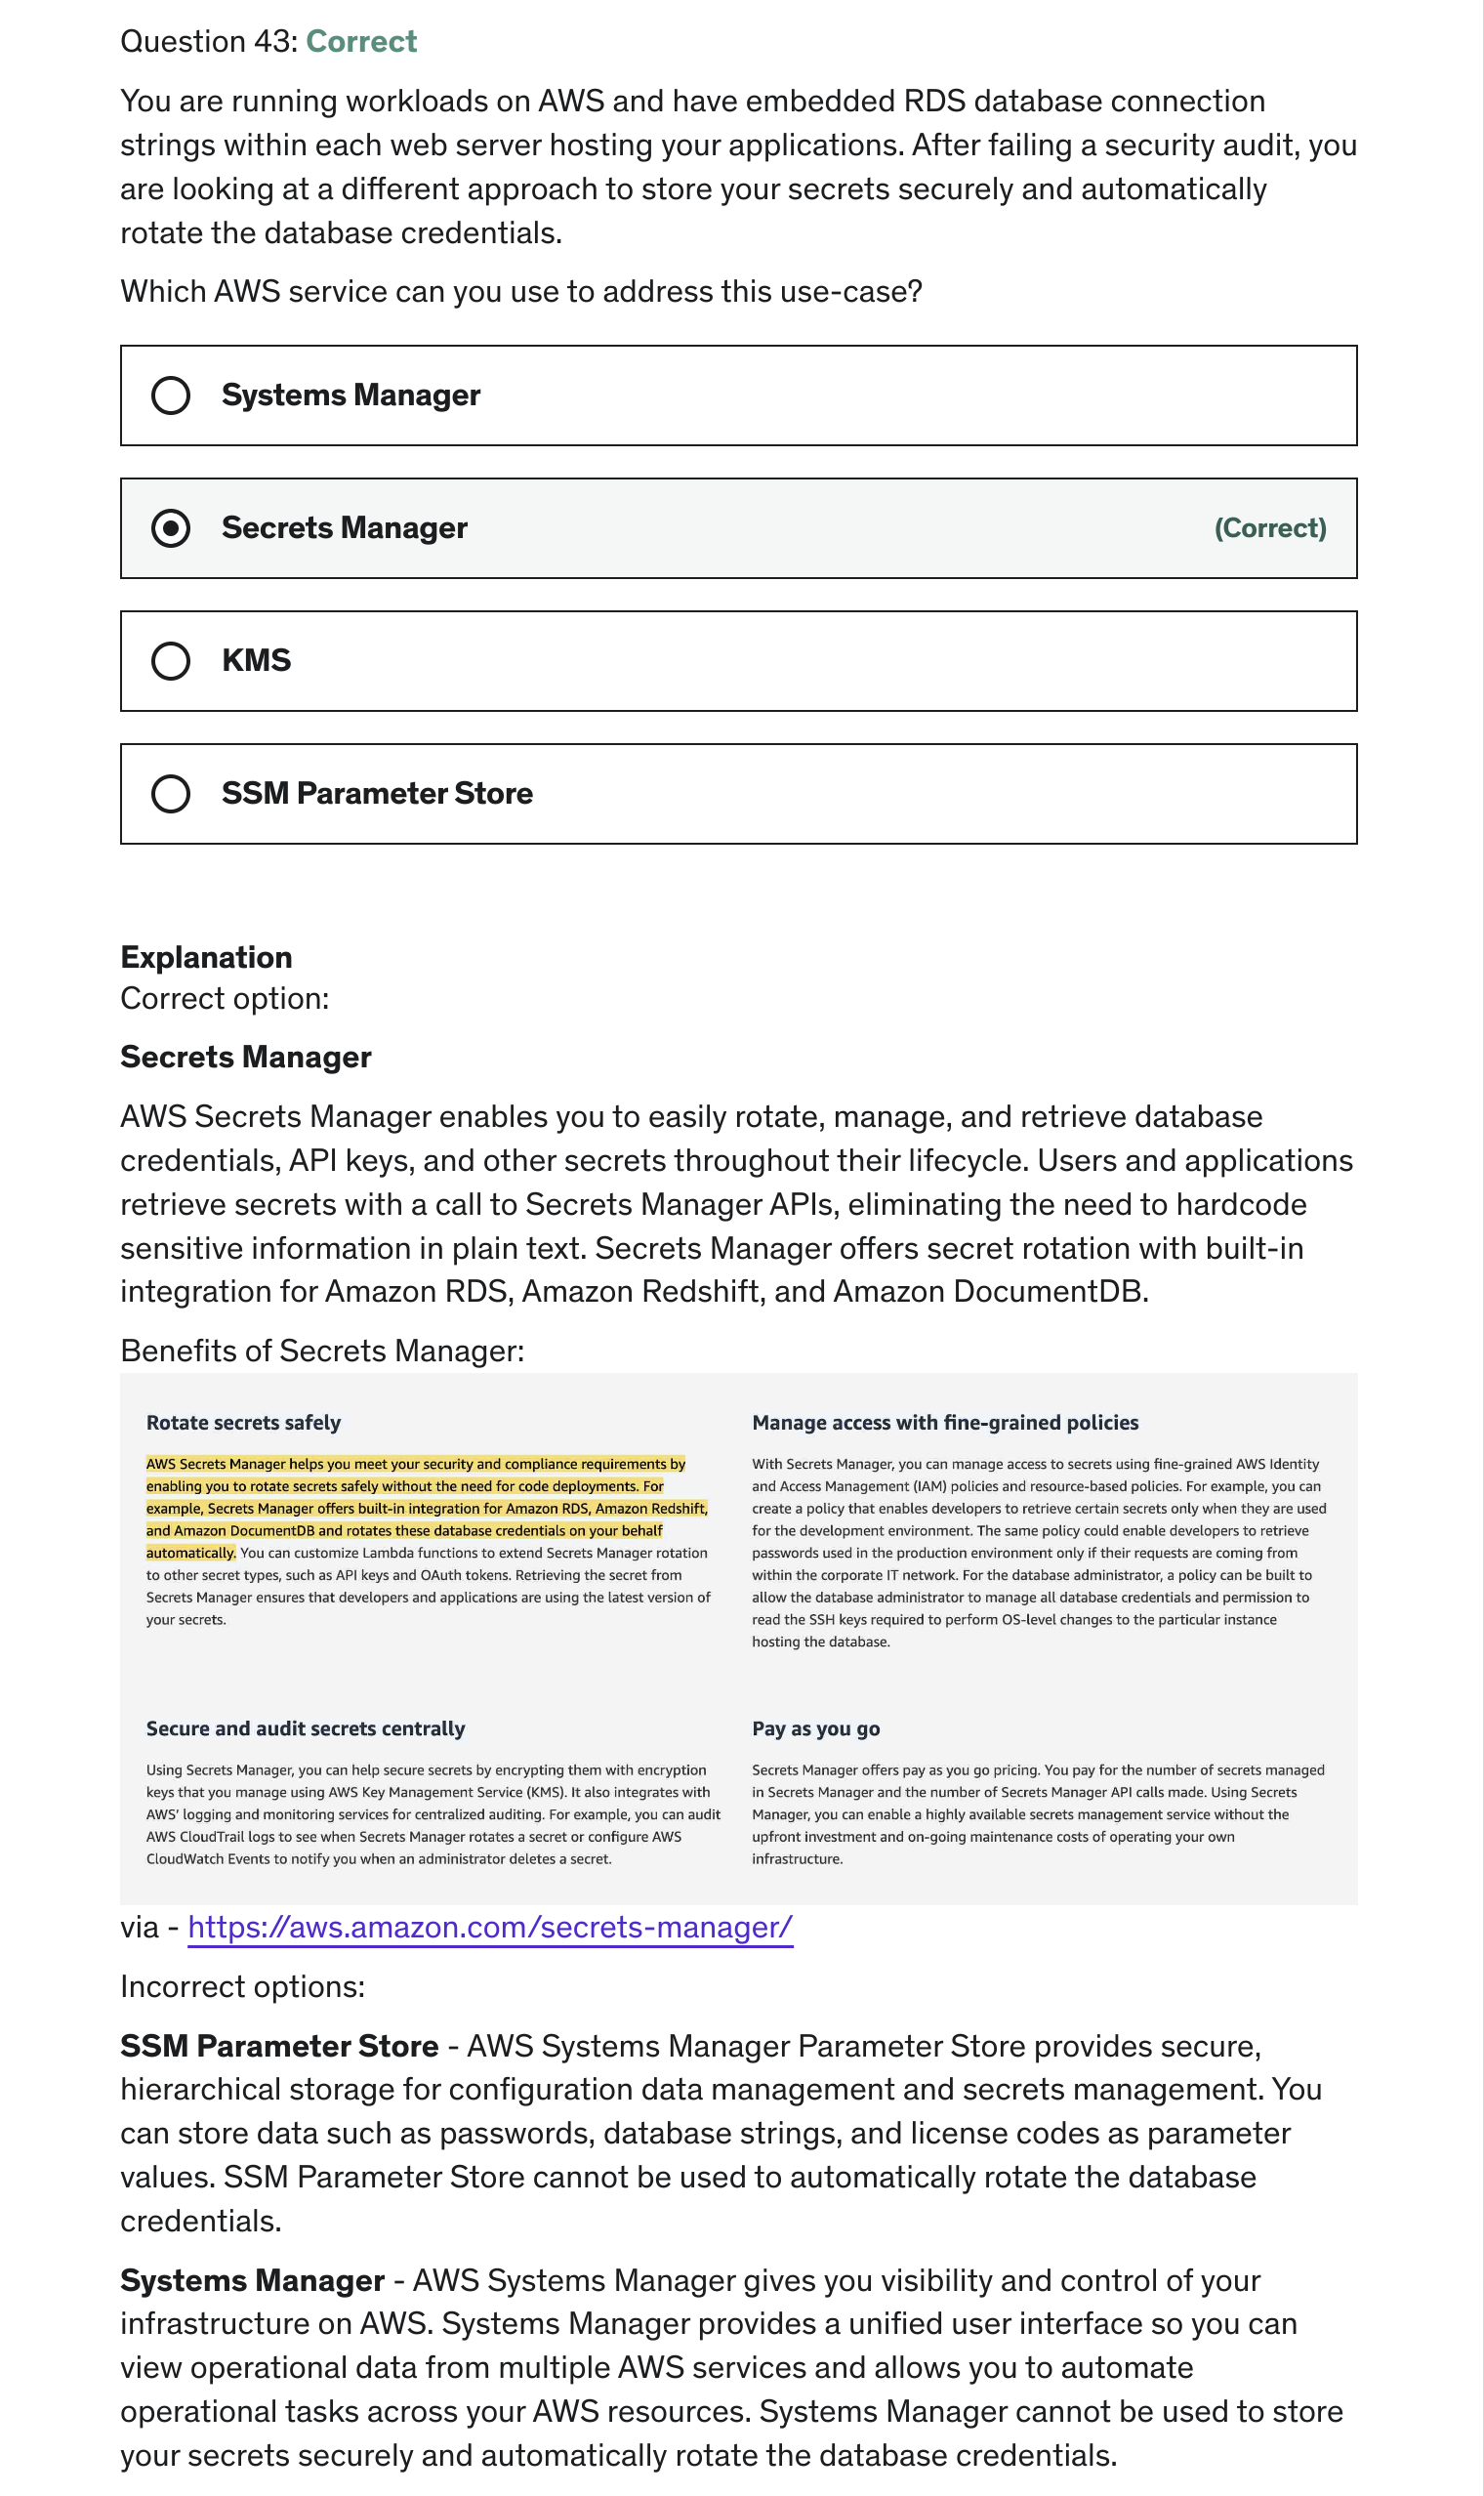 Question 43: Correct
You are running workloads on AWS and have embedded RDS database connection
strings within each web server hosting your applications. After failing a security audit, you
are looking at a different approach to store your secrets securely and automatically
rotate the database credentials.
Which AWS service can you use to address this use-case?
Systems Manager
Secrets Manager (Correct)
KMS
SSM Parameter Store
Explanation
Correct option:
Secrets Manager
AWS Secrets Manager enables you to easily rotate, manage, and retrieve database
credentials, API keys, and other secrets throughout their lifecycle. Users and applications
retrieve secrets with a call to Secrets Manager APIs, eliminating the need to hardcode
sensitive information in plain text. Secrets Manager offers secret rotation with built-in
integration for Amazon RDS, Amazon Redshift, and Amazon DocumentDB.
Benefits of Secrets Manager:
Rotate secrets safely
AWS Secrets Manager helps you meet your security and compliance requirements by
enabling you to rotate secrets safely without the need for code deployments. For
example, Secrets Manager offers built-in integration for Amazon RDS, Amazon Redshift,
and Amazon DocumentDB and rotates these database credentials on your behalf
automatically. You can customize Lambda functions to extend Secrets Manager rotation
to other secret types, such as API keys and OAuth tokens. Retrieving the secret from
Secrets Manager ensures that developers and applications are using the latest version of
your secrets.
Manage access with fine-grained policies
With Secrets Manager, you can manage access to secrets using fine-grained AWS Identity
and Access Management (IAM) policies and resource-based policies. For example, you can
create a policy that enables developers to retrieve certain secrets only when they are used
for the development environment. The same policy could enable developers to retrieve
passwords used in the production environment only if their requests are coming from
within the corporate IT network. For the database administrator, a policy can be built to
allow the database administrator to manage all database credentials and permission to
read the SSH keys required to perform OS-level changes to the particular instance
hosting the database.
Secure and audit secrets centrally
Using Secrets Manager, you can help secure secrets by encrypting them with encryption
keys that you manage using AWS Key Management Service (KMS). It also integrates with
AWS' logging and monitoring services for centralized auditing. For example, you can audit
AWS CloudTrail logs to see when Secrets Manager rotates a secret or configure AWS
CloudWatch Events to notify you when an administrator deletes a secret.
Pay as you go
Secrets Manager offers pay as you go pricing. You pay for the number of secrets managed
in Secrets Manager and the number of Secrets Manager API calls made. Using Secrets
Manager, you can enable a highly available secrets management service without the
upfront investment and on-going maintenance costs of operating your own
infrastructure.
via - https://aws.amazon.com/secrets-manager/
Incorrect options:
SSM Parameter Store - AWS Systems Manager Parameter Store provides secure,
hierarchical storage for configuration data management and secrets management. You
can store data such as passwords, database strings, and license codes as parameter
values. SSM Parameter Store cannot be used to automatically rotate the database
credentials.
Systems Manager - AWS Systems Manager gives you visibility and control of your
infrastructure on AWS. Systems Manager provides a unified user interface so you can
view operational data from multiple AWS services and allows you to automate
operational tasks across your AWS resources. Systems Manager cannot be used to store
your secrets securely and automatically rotate the database credentials.